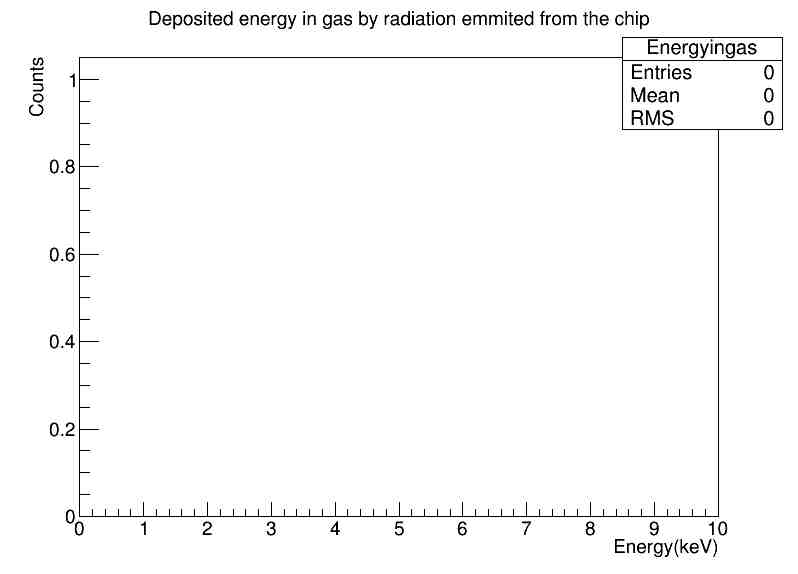 Deposited energy in gas by radiation emmited from the chip
Energyingas
Entries 0
Mean 0
RMS 0
Counts
1
0.8
0.6
0.4
0.2
0
0 1 2 3 4 5 6 7 8 9 10
Energy(keV)